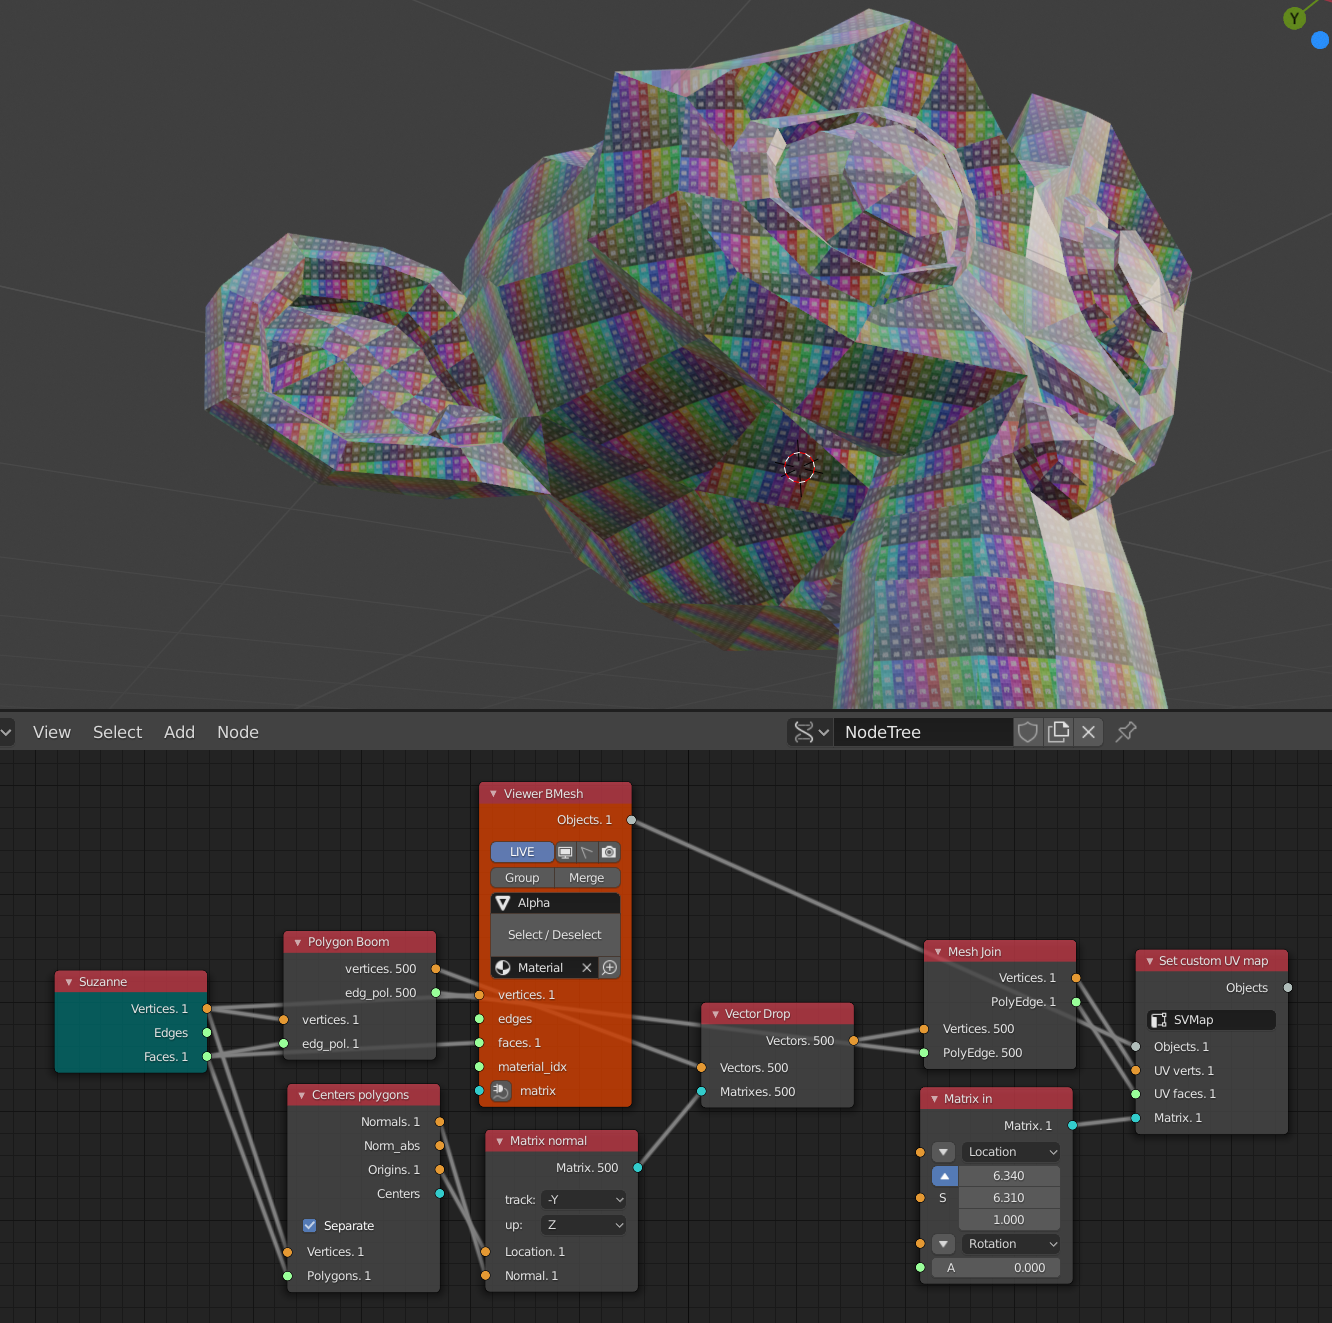 Y
View Select Add Node NodeTree
Viewer BMesh
Objects. 1
LIVE
Group Merge
Alpha
Select / Deselect
Material
vertices. 1
edges
faces. 1
material_idx
matrix
Polygon Boom
vertices. 500
edg_pol. 500
vertices. 1
edg_pol. 1
Suzanne
Vertices. 1
Edges
Faces. 1
Centers polygons
Normals. 1
Norm_abs
Origins. 1
Centers
Separate
Vertices. 1
Polygons. 1
Matrix normal
Matrix. 500
track: -Y
up: Z
Location. 1
Normal. 1
Vector Drop
Vectors. 500
Vectors. 500
Matrixes. 500
Mesh Join
Vertices. 1
PolyEdge. 1
Vertices. 500
PolyEdge. 500
Matrix in
Matrix. 1
Location
6.340
S 6.310
1.000
Rotation
A 0.000
Set custom UV map
Objects
SVMap
Objects. 1
UV verts. 1
UV faces. 1
Matrix. 1